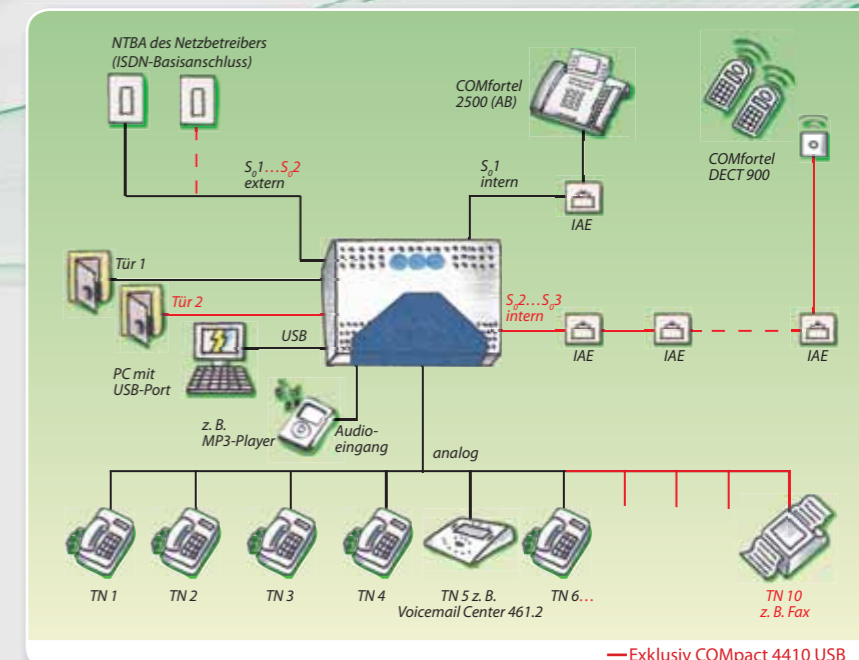 NTBA des Netzbetreibers
(ISDN-Basisanschluss)
COMfortel
2500 (AB)
COMfortel
DECT 900
S₀1…S₀2
extern
S₀1
intern
IAE
Tür 1
Tür 2
S₀2…S₀3
intern
USB
IAE
IAE
IAE
PC mit
USB-Port
z. B.
MP3-Player
Audio-
eingang
analog
TN 1
TN 2
TN 3
TN 4
TN 5 z. B.
Voicemail Center 461.2
TN 6…
TN 10
z. B. Fax
Exklusiv COMpact 4410 USB